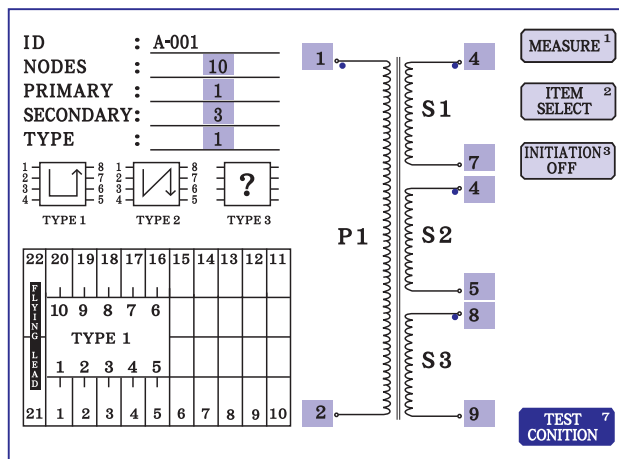 ID : A-001
NODES : 10
PRIMARY : 1
SECONDARY: 3
TYPE : 1
1 8
2 7
3 6
4 5
TYPE 1
1 8
2 7
3 6
4 5
TYPE 2
1 8
2 7
3 6
4 5
?
TYPE 3
22 20 19 18 17 16 15 14 13 12 11
FLYING LEAD
10 9 8 7 6
TYPE 1
1 2 3 4 5
21 1 2 3 4 5 6 7 8 9 10
1
P1
2
4
S1
7
4
S2
5
8
S3
9
MEASURE 1
ITEM 2
SELECT
INITIATION 3
OFF
TEST 7
CONITION